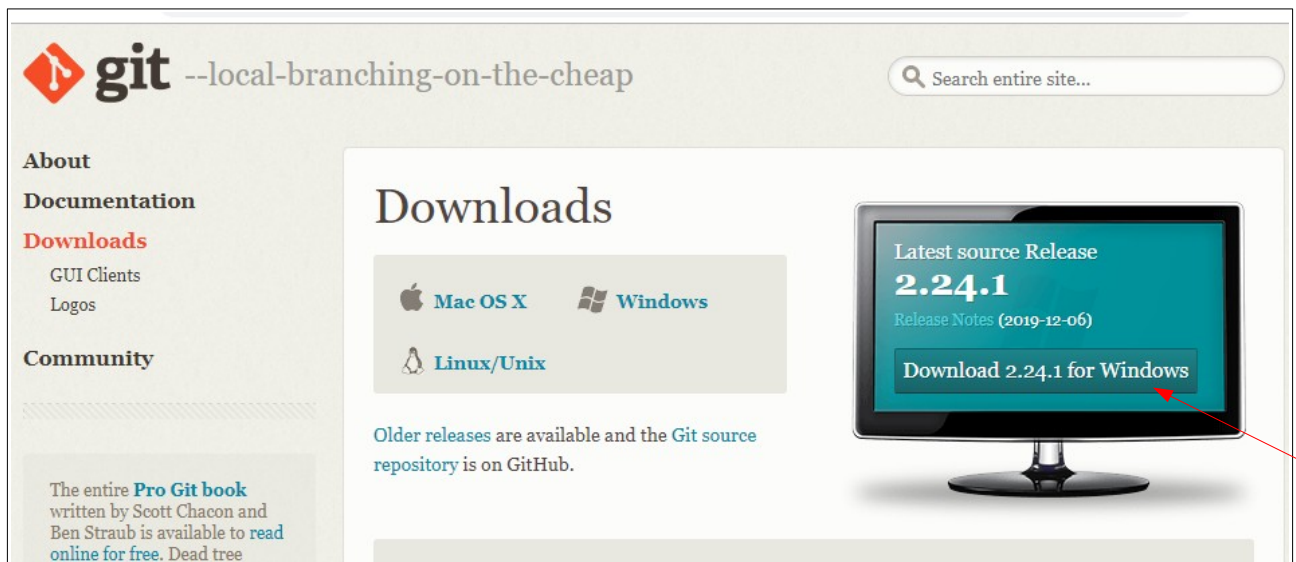 git --local-branching-on-the-cheap
Search entire site...
About
Documentation
Downloads
GUI Clients
Logos
Community
The entire Pro Git book
written by Scott Chacon and
Ben Straub is available to read
online for free. Dead tree
Downloads
Mac OS X
Windows
Linux/Unix
Older releases are available and the Git source
repository is on GitHub.
Latest source Release
2.24.1
Release Notes (2019-12-06)
Download 2.24.1 for Windows